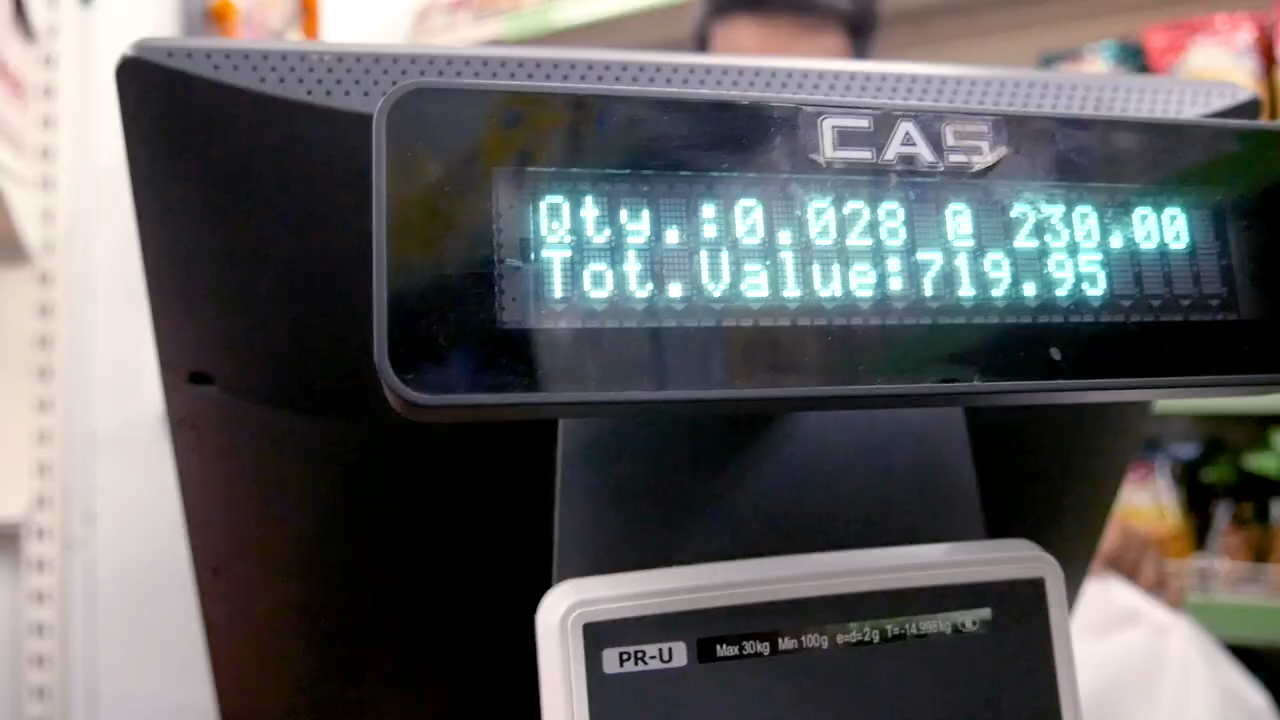 CAS
Qty.:0.028 @ 230.00
Tot.Value:719.95
PR-U Max 30kg Min 100g e=d=2g T=-14.998kg